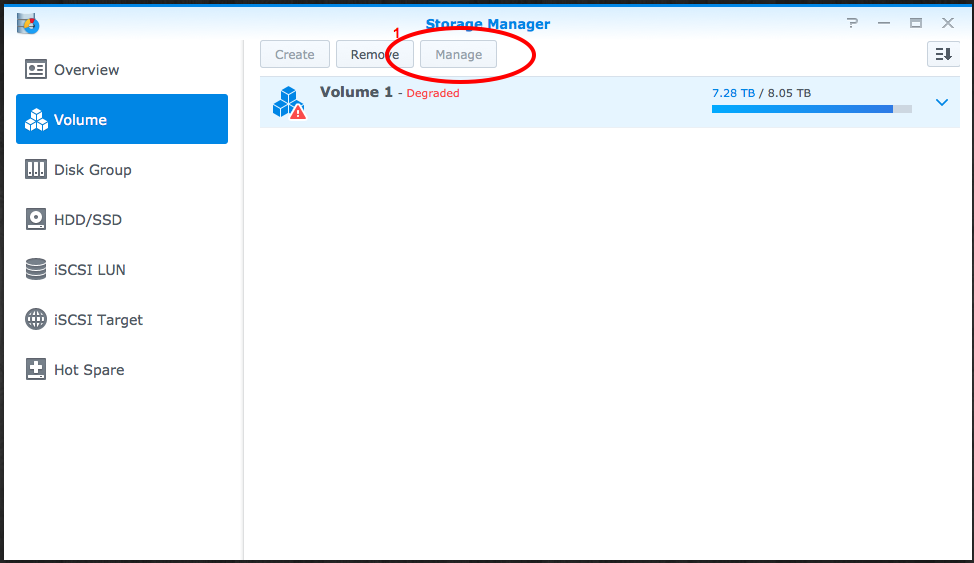 Storage Manager
1
Create Remove Manage
Overview
Volume
Disk Group
HDD/SSD
iSCSI LUN
iSCSI Target
Hot Spare
Volume 1 - Degraded
7.28 TB / 8.05 TB